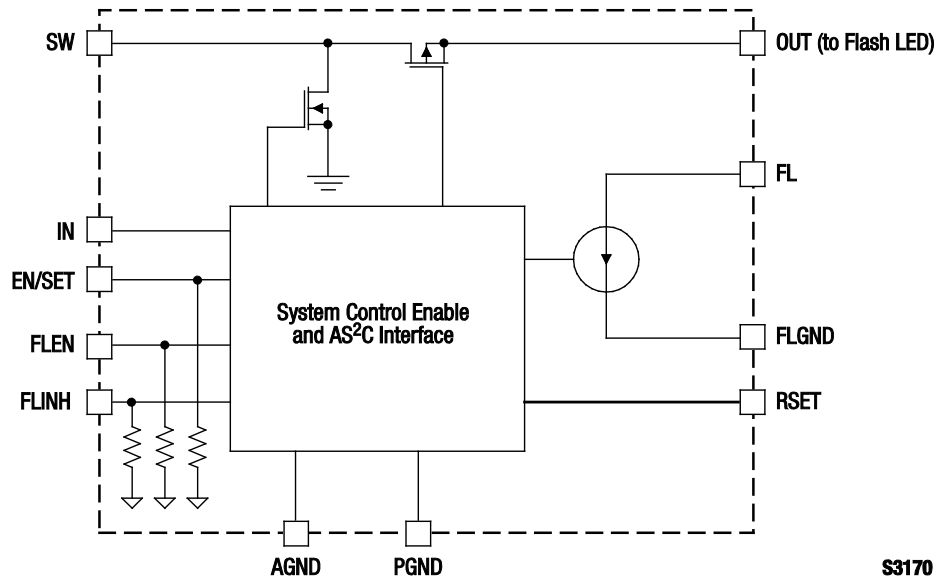 SW
OUT (to Flash LED)
FL
IN
EN/SET
System Control Enable
and AS²C Interface
FLEN
FLGND
FLINH
RSET
AGND
PGND
S3170